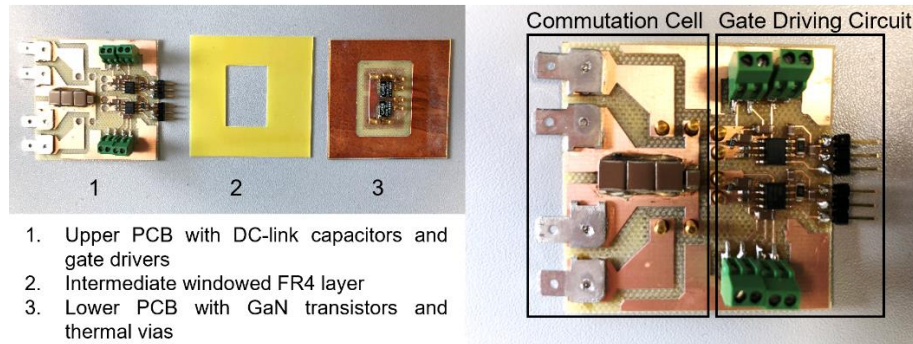 Commutation Cell Gate Driving Circuit
1 2 3
1. Upper PCB with DC-link capacitors and
gate drivers
2. Intermediate windowed FR4 layer
3. Lower PCB with GaN transistors and
thermal vias